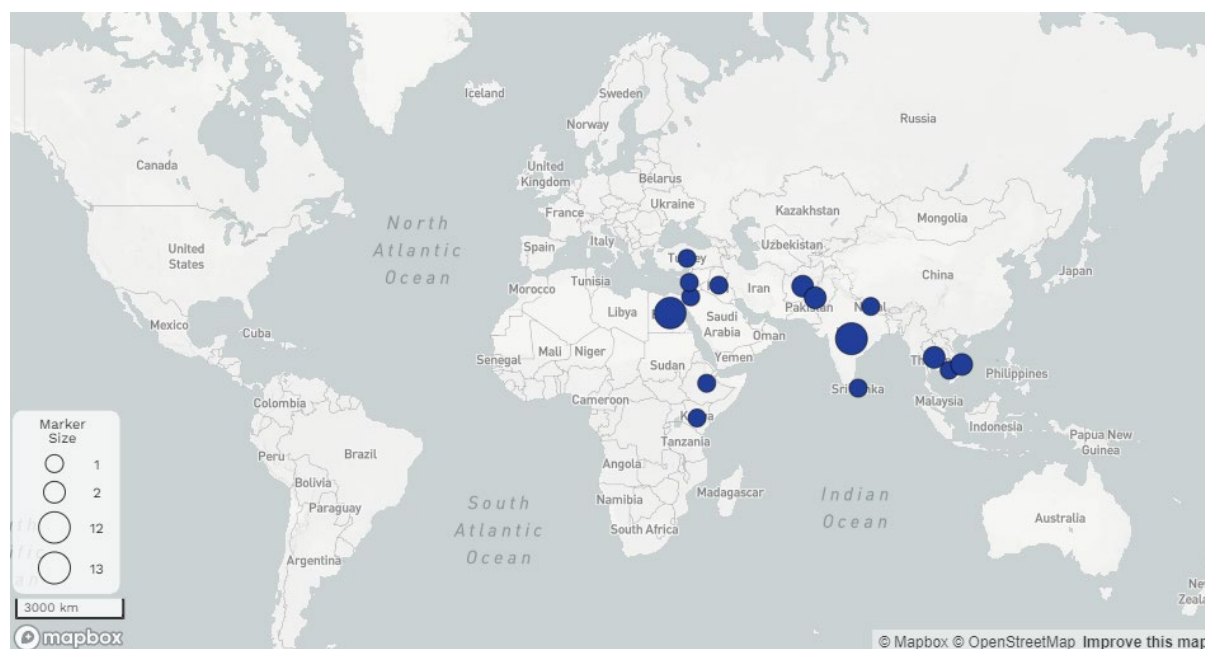 Iceland
Sweden
Russia
Norway
Canada
United
Kingdom
Belarus
Ukraine
France
Kazakhstan
Mongolia
North
Atlantic
Ocean
Italy
Uzbekistan
United
States
Spain
China
Japan
Tunisia
Morocco
Iran
Libya
Saudi
Arabia
Oman
Mexico
Cuba
Mali
Niger
Sudan
Yemen
Senegal
Philippines
Cameroon
Malaysia
Colombia
Indonesia
Papua New
Guinea
Tanzania
Peru
Brazil
Angola
Bolivia
Madagascar
Namibia
Paraguay
South
Atlantic
Ocean
Indian
Ocean
South Africa
Australia
Argentina
New
Marker
Size
1
2
12
13
3000 km
mapbox
© Mapbox © OpenStreetMap Improve this map